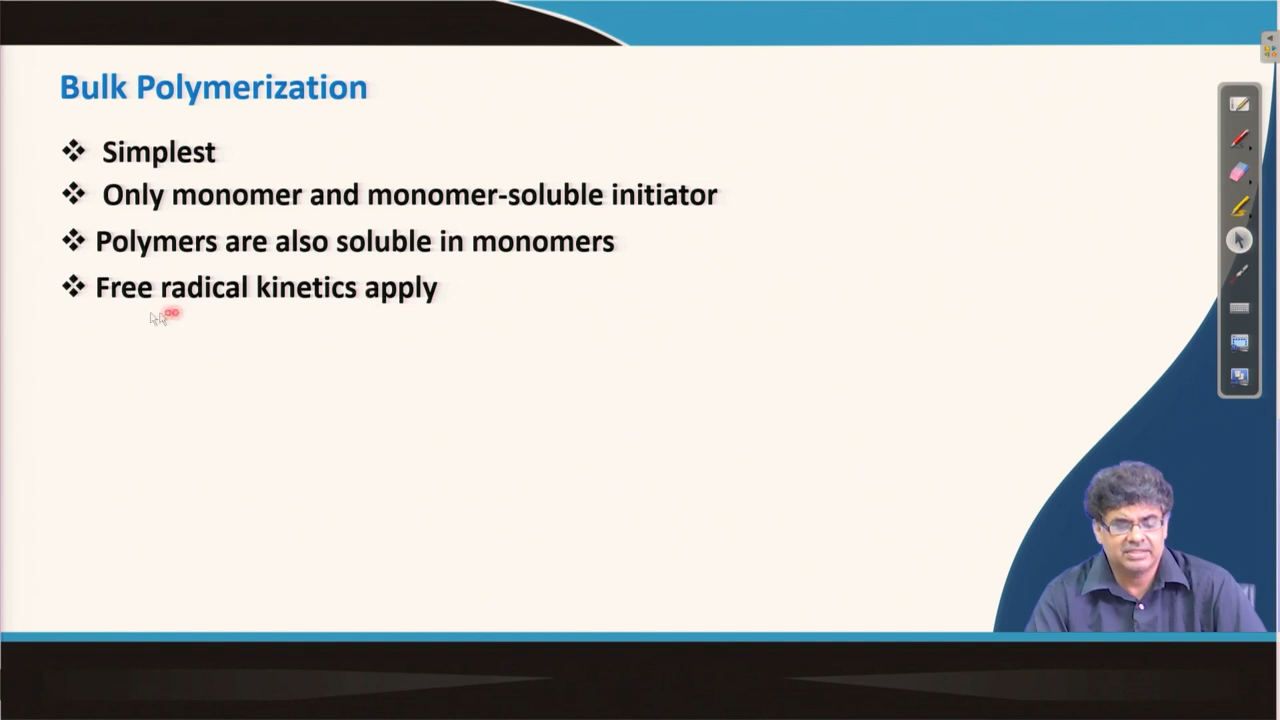 Bulk Polymerization
❖ Simplest
❖ Only monomer and monomer-soluble initiator
❖ Polymers are also soluble in monomers
❖ Free radical kinetics apply